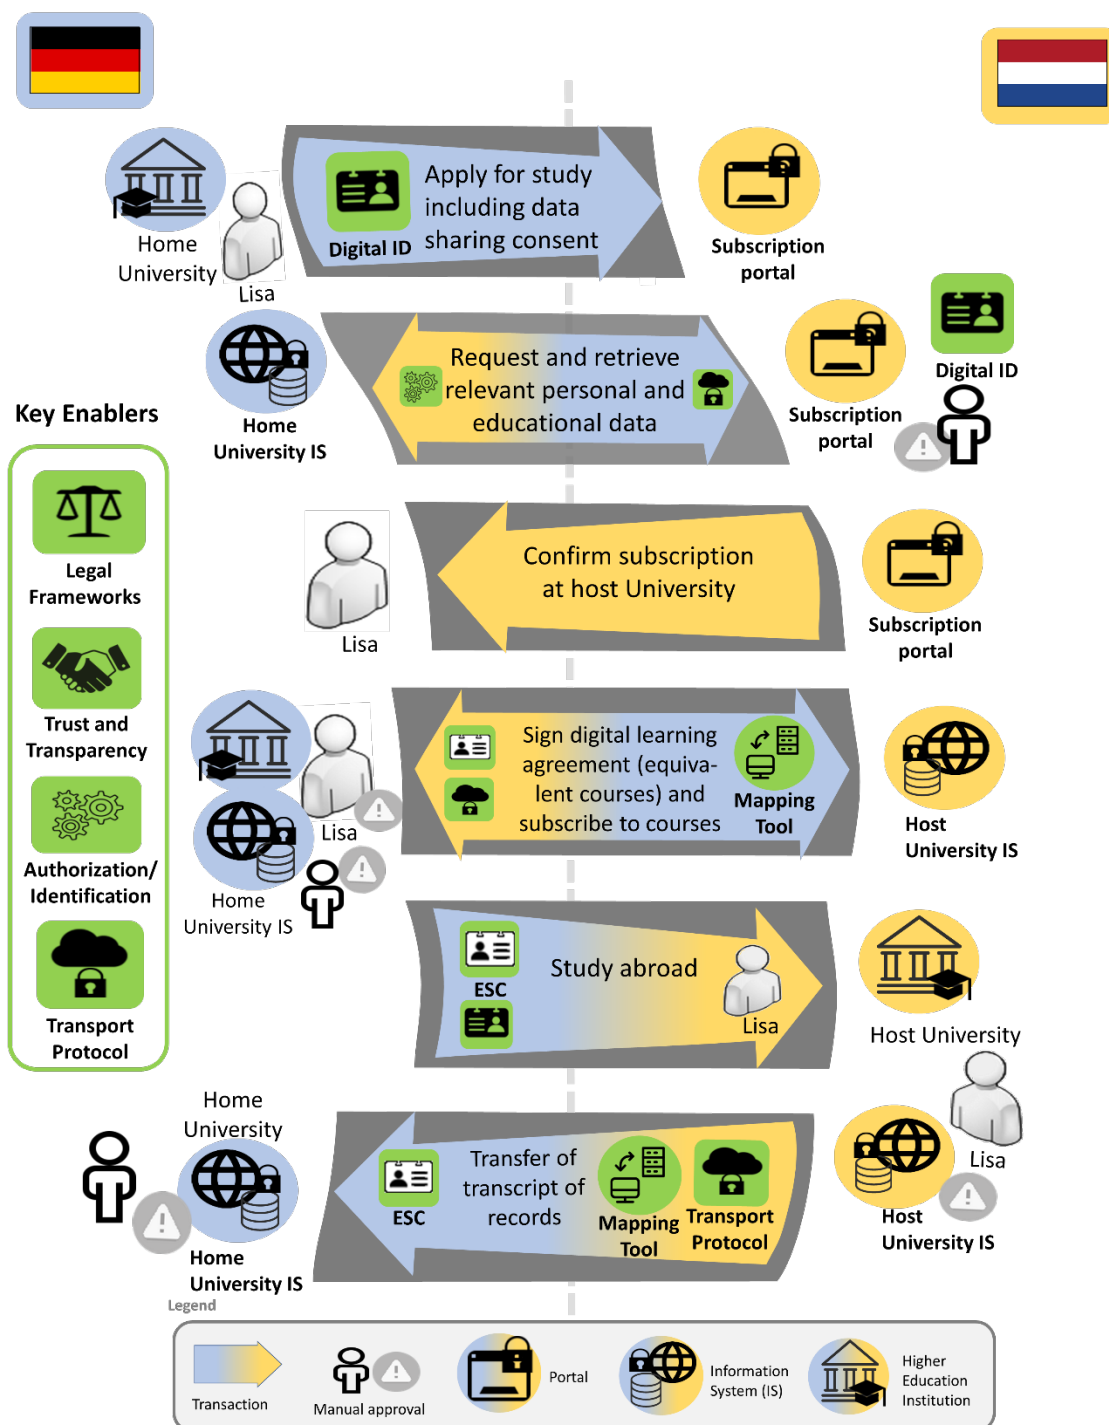 Apply for study
including data
sharing consent
Digital ID
Home
University
Lisa
Subscription
portal
Request and retrieve
relevant personal and
educational data
Home
University IS
Subscription
portal
Digital ID
Key Enablers
Legal
Frameworks
Trust and
Transparency
Authorization/
Identification
Transport
Protocol
Confirm subscription
at host University
Lisa
Subscription
portal
Sign digital learning
agreement (equiva-
lent courses) and
subscribe to courses
Mapping
Tool
Lisa
Home
University IS
Host
University IS
ESC
Study abroad
Lisa
Host University
Lisa
Home
University
Home
University IS
ESC
Transfer of
transcript of
records
Mapping
Tool
Transport
Protocol
Host
University IS
Legend
Transaction
Manual approval
Portal
Information
System (IS)
Higher
Education
Institution